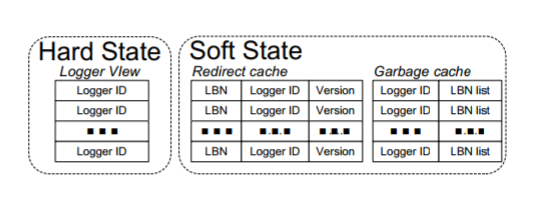 Hard State
Logger VIew
Logger ID
Logger ID
Logger ID
Soft State
Redirect cache
LBN Logger ID Version
LBN Logger ID Version
LBN Logger ID Version
Garbage cache
Logger ID LBN list
Logger ID LBN list
Logger ID LBN list